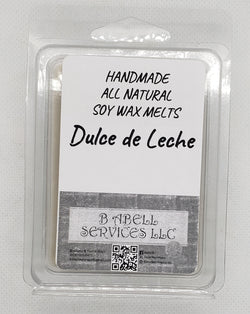 HANDMADE
ALL NATURAL
SOY WAX MELTS
Dulce de Leche
B ABELL
SERVICES LLC